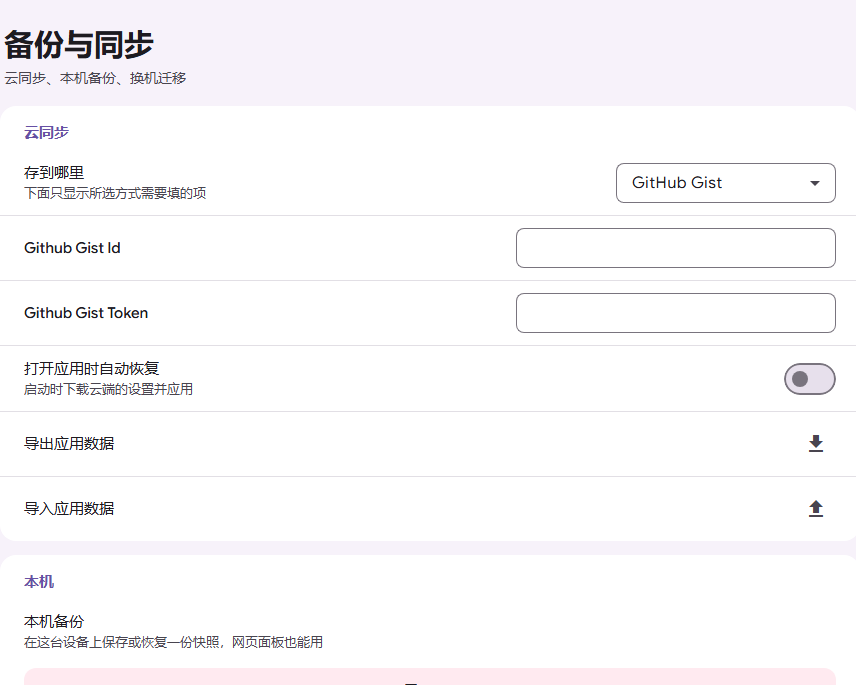 备份与同步
云同步、本机备份、换机迁移
云同步
存到哪里
下面只显示所选方式需要填的项
GitHub Gist
Github Gist Id
Github Gist Token
打开应用时自动恢复
启动时下载云端的设置并应用
导出应用数据
导入应用数据
本机
本机备份
在这台设备上保存或恢复一份快照，网页面板也能用